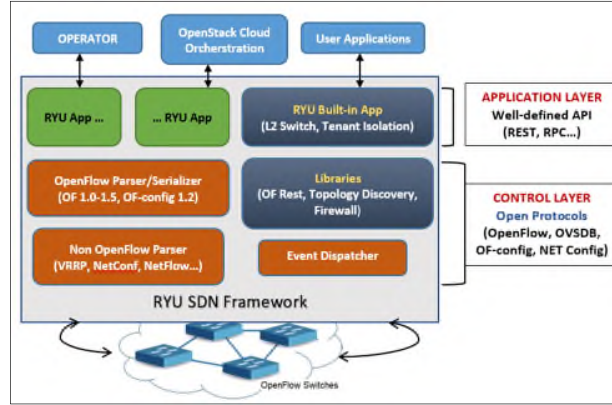 OPERATOR
OpenStack Cloud
Orcherstration
User Applications
RYU App ...
... RYU App
RYU Built-in App
(L2 Switch, Tenant Isolation)
APPLICATION LAYER
Well-defined API
(REST, RPC...)
OpenFlow Parser/Serializer
(OF 1.0-1.5, OF-config 1.2)
Libraries
(OF Rest, Topology Discovery,
Firewall)
CONTROL LAYER
Open Protocols
(OpenFlow, OVSDB,
OF-config, NET Config)
Non OpenFlow Parser
(VRRP, NetConf, NetFlow...)
Event Dispatcher
RYU SDN Framework
OpenFlow Switches